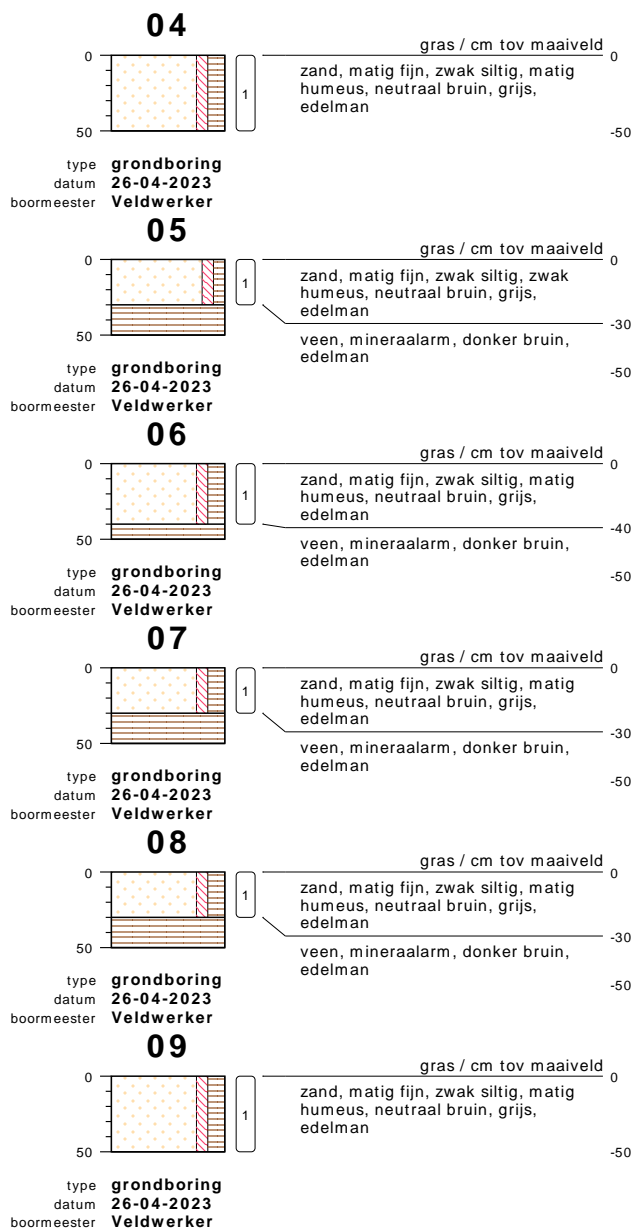 04
gras / cm tov maaiveld
0
0
zand, matig fijn, zwak siltig, matig
humeus, neutraal bruin, grijs,
edelman
1
50
-50
type grondboring
datum 26-04-2023
boormeester Veldwerker
05
gras / cm tov maaiveld
0
0
zand, matig fijn, zwak siltig, zwak
humeus, neutraal bruin, grijs,
edelman
1
-30
veen, mineraalarm, donker bruin,
edelman
50
-50
type grondboring
datum 26-04-2023
boormeester Veldwerker
06
gras / cm tov maaiveld
0
0
zand, matig fijn, zwak siltig, matig
humeus, neutraal bruin, grijs,
edelman
1
-40
veen, mineraalarm, donker bruin,
edelman
50
-50
type grondboring
datum 26-04-2023
boormeester Veldwerker
07
gras / cm tov maaiveld
0
0
zand, matig fijn, zwak siltig, matig
humeus, neutraal bruin, grijs,
edelman
1
-30
veen, mineraalarm, donker bruin,
edelman
50
-50
type grondboring
datum 26-04-2023
boormeester Veldwerker
08
gras / cm tov maaiveld
0
0
zand, matig fijn, zwak siltig, matig
humeus, neutraal bruin, grijs,
edelman
1
-30
veen, mineraalarm, donker bruin,
edelman
50
-50
type grondboring
datum 26-04-2023
boormeester Veldwerker
09
gras / cm tov maaiveld
0
0
zand, matig fijn, zwak siltig, matig
humeus, neutraal bruin, grijs,
edelman
1
50
-50
type grondboring
datum 26-04-2023
boormeester Veldwerker